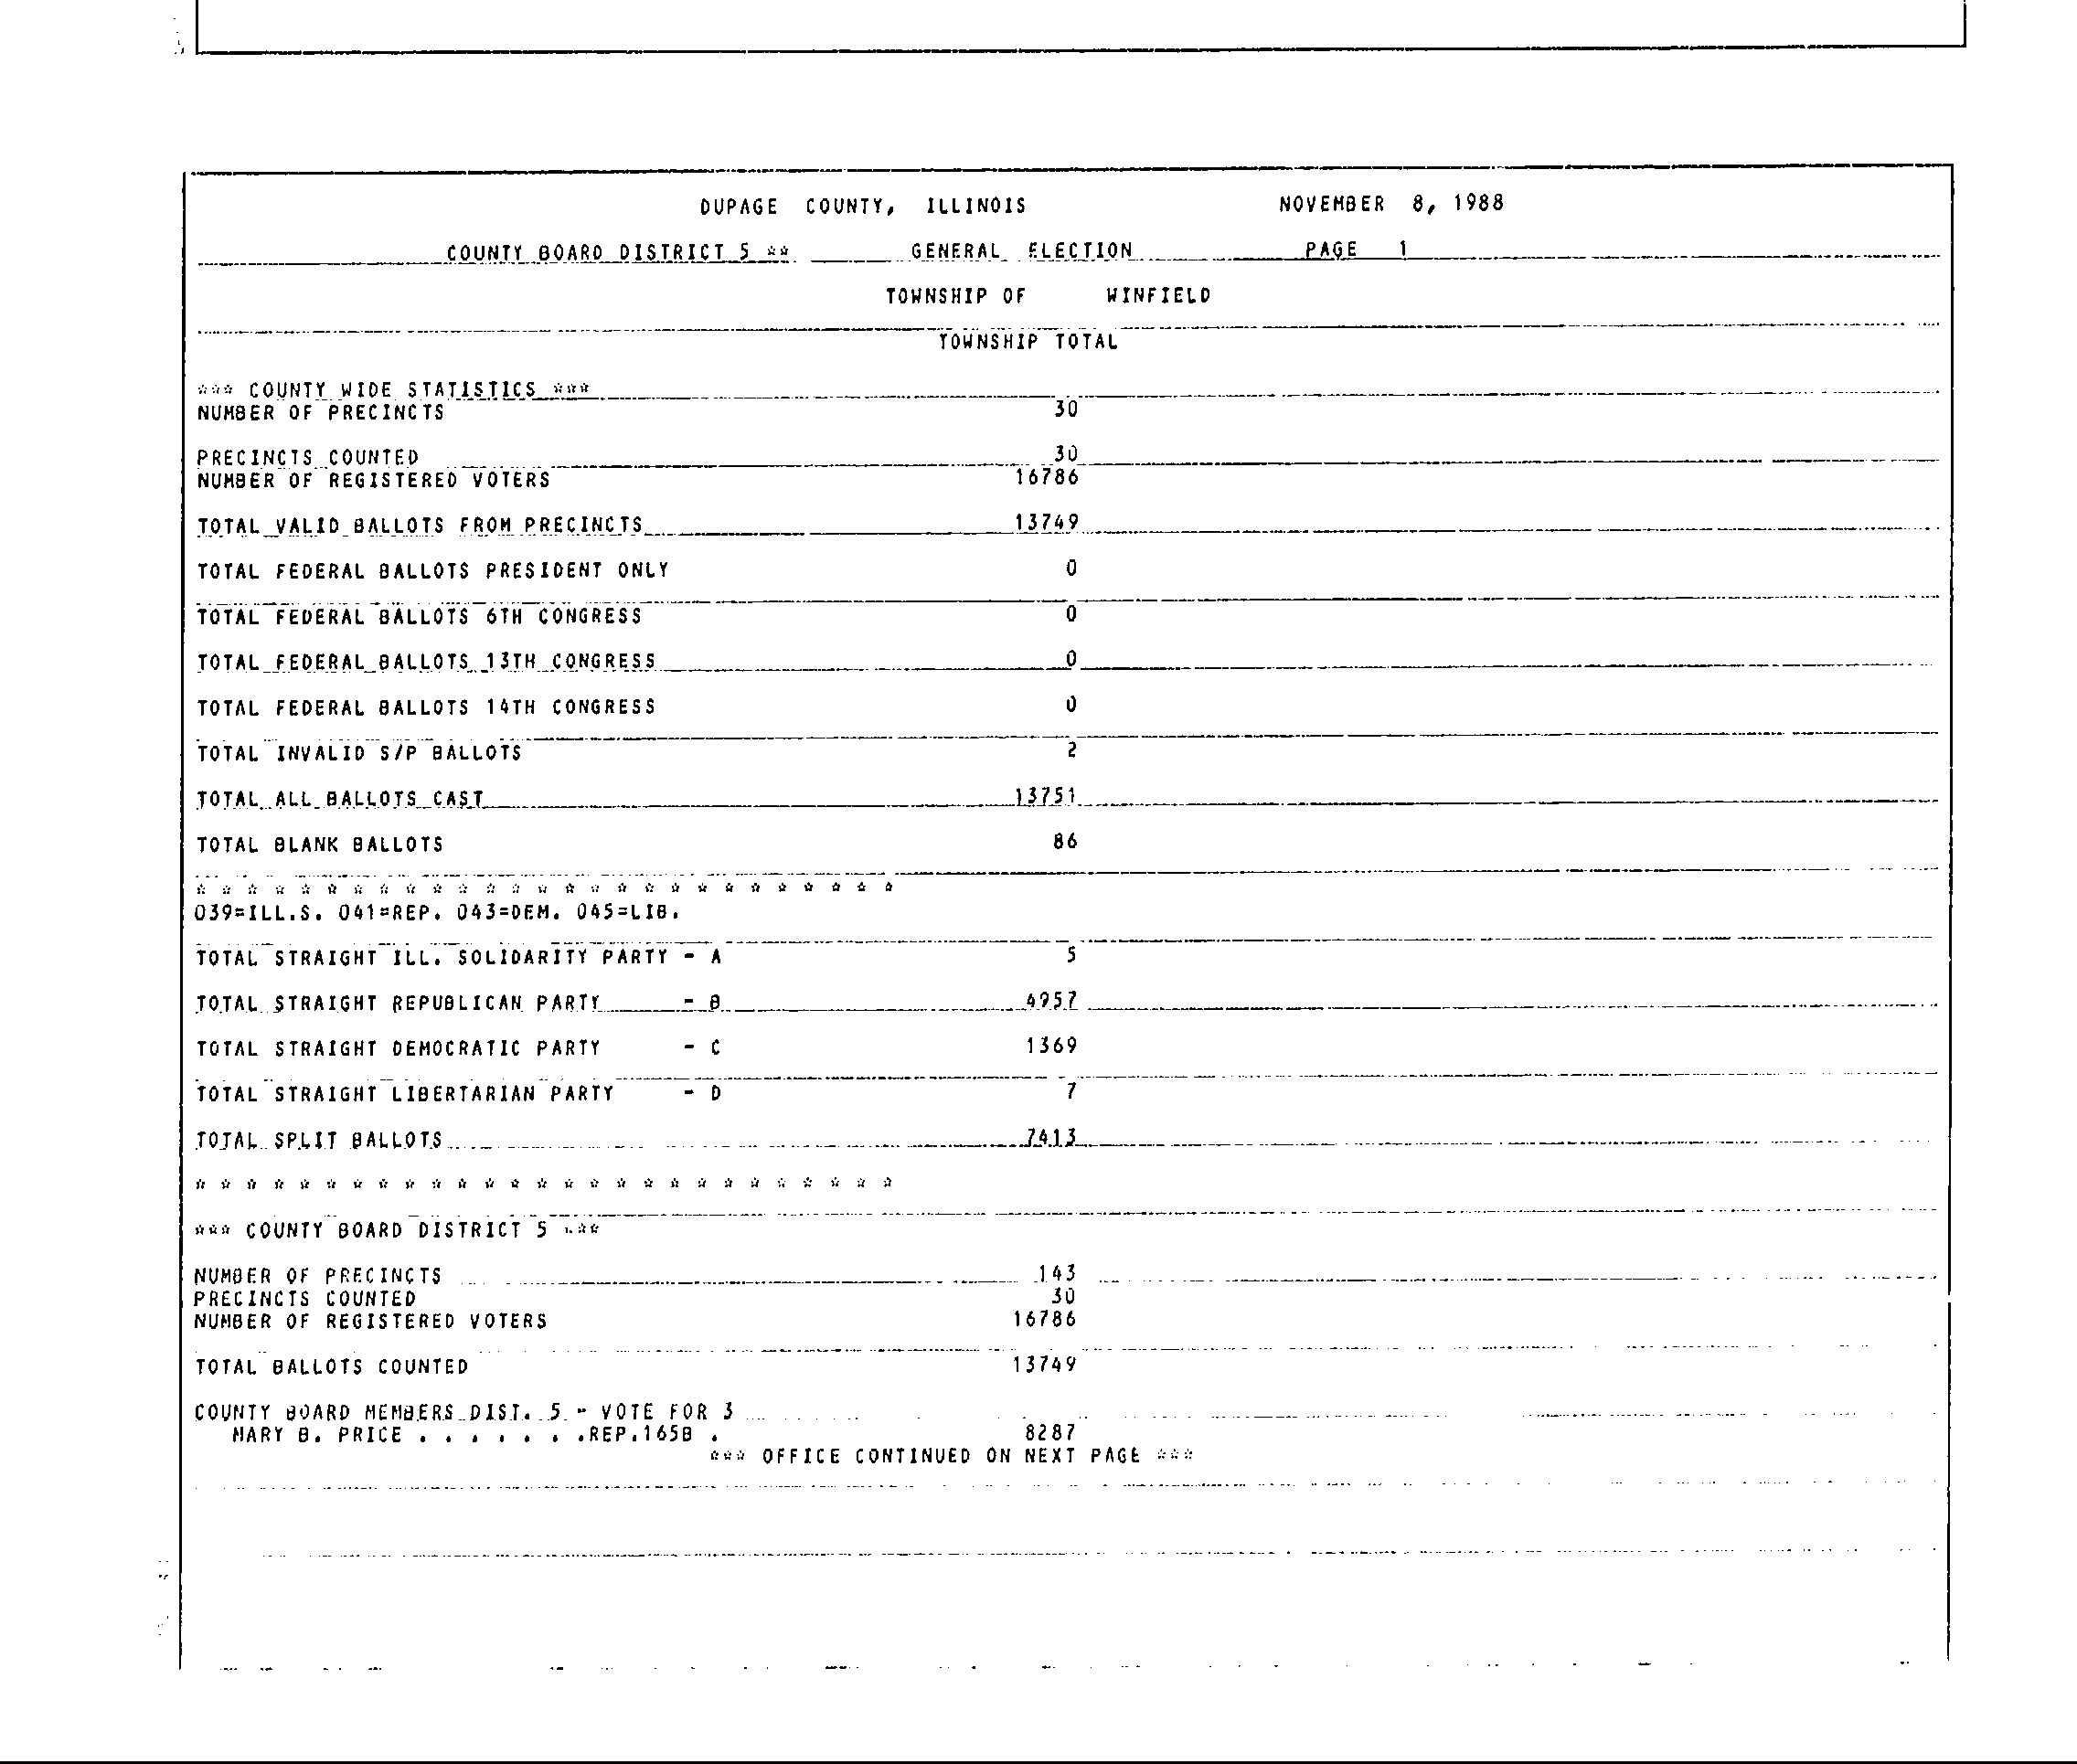 DUPAGE COUNTY, ILLINOIS NOVEMBER 8, 1988
COUNTY BOARD DISTRICT 5 ** GENERAL ELECTION PAGE 1
TOWNSHIP OF WINFIELD
TOWNSHIP TOTAL
*** COUNTY WIDE STATISTICS ***
NUMBER OF PRECINCTS 30
PRECINCTS COUNTED 30
NUMBER OF REGISTERED VOTERS 16786
TOTAL VALID BALLOTS FROM PRECINCTS 13749
TOTAL FEDERAL BALLOTS PRESIDENT ONLY 0
TOTAL FEDERAL BALLOTS 6TH CONGRESS 0
TOTAL FEDERAL BALLOTS 13TH CONGRESS 0
TOTAL FEDERAL BALLOTS 14TH CONGRESS 0
TOTAL INVALID S/P BALLOTS 2
TOTAL ALL BALLOTS CAST 13751
TOTAL BLANK BALLOTS 86
* * * * * * * * * * * * * * * * * * * * * * * * * * *
039=ILL.S. 041=REP. 043=DEM. 045=LIB.
TOTAL STRAIGHT ILL. SOLIDARITY PARTY - A 5
TOTAL STRAIGHT REPUBLICAN PARTY - B 4957
TOTAL STRAIGHT DEMOCRATIC PARTY - C 1369
TOTAL STRAIGHT LIBERTARIAN PARTY - D 7
TOTAL SPLIT BALLOTS 7413
* * * * * * * * * * * * * * * * * * * * * * * * * * *
*** COUNTY BOARD DISTRICT 5 ***
NUMBER OF PRECINCTS 143
PRECINCTS COUNTED 30
NUMBER OF REGISTERED VOTERS 16786
TOTAL BALLOTS COUNTED 13749
COUNTY BOARD MEMBERS DIST. 5 - VOTE FOR 3
MARY B. PRICE . . . . . . .REP.165B . 8287
*** OFFICE CONTINUED ON NEXT PAGE ***